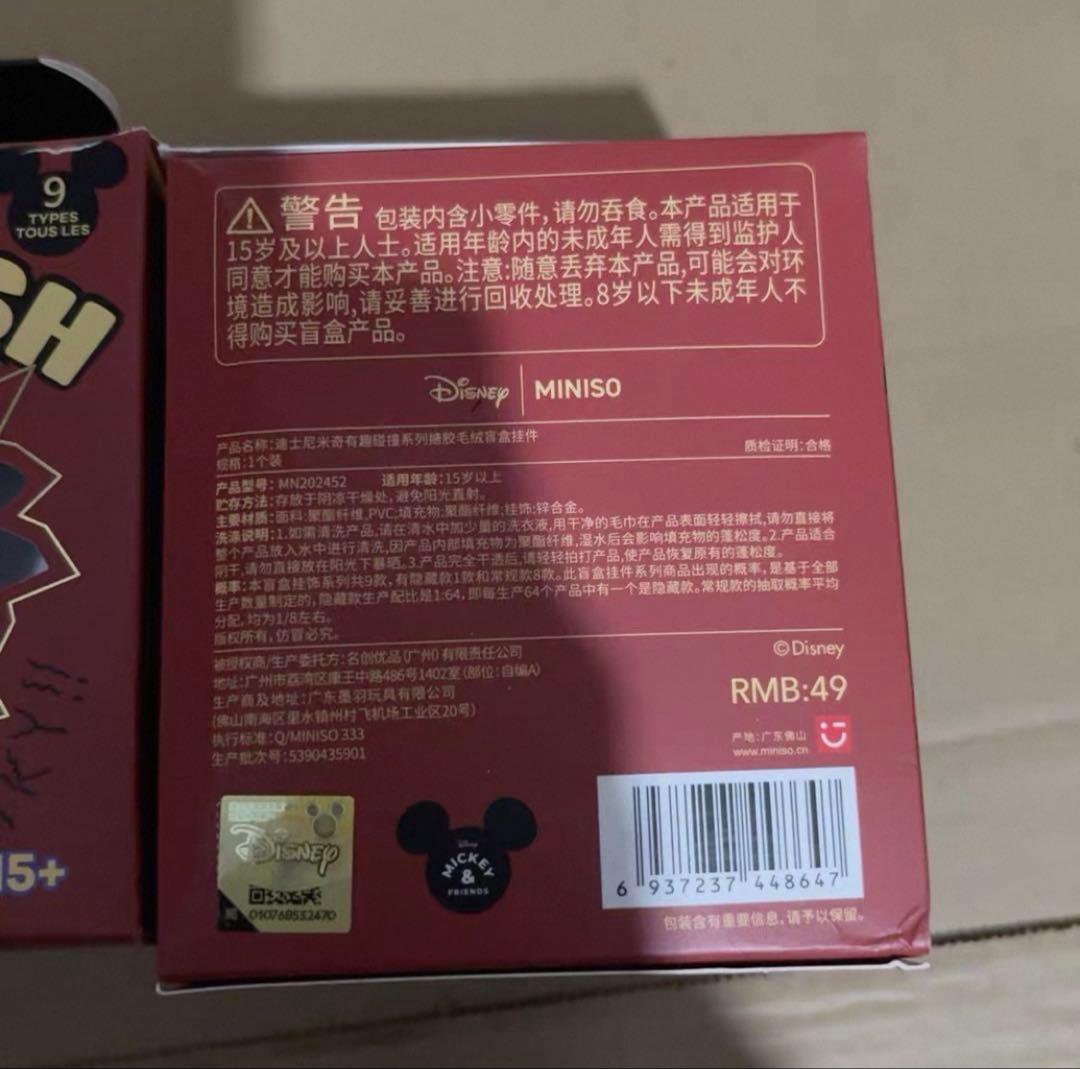 9
TYPES
TOUS LES
SH
15+
警告 包装内含小零件,请勿吞食。本产品适用于
15岁及以上人士。适用年龄内的未成年人需得到监护人
同意才能购买本产品。注意:随意丢弃本产品,可能会对环
境造成影响,请妥善进行回收处理。8岁以下未成年人不
得购买盲盒产品。
Disney MINISO
产品名称:迪士尼米奇有趣碰撞系列搪胶毛绒盲盒挂件
规格:1个装 质检证明:合格
产品型号:MN202452 适用年龄:15岁以上
贮存方法:存放于阴凉干燥处,避免阳光直射。
主要材质:面料:聚酯纤维,PVC;填充物:聚酯纤维;挂饰:锌合金。
洗涤说明:1.如需清洗产品,请在清水中加少量的洗衣液,用干净的毛巾在产品表面轻轻擦拭,请勿直接将
整个产品放入水中进行清洗,因产品内部填充物为聚酯纤维,湿水后会影响填充物的蓬松度。2.产品适合
阴干,请勿直接放在阳光下暴晒。3.产品完全干透后,请轻轻拍打产品,使产品恢复原有的蓬松度。
概率:本盲盒挂饰系列共9款,有隐藏款1款和常规款8款。此盲盒挂件系列商品出现的概率,是基于全部
生产数量制定的,隐藏款生产配比是1:64,即每生产64个产品中有一个是隐藏款。常规款的抽取概率平均
分配,均为1/8左右。
版权所有,仿冒必究。
被授权商/生产委托方:名创优品(广州)有限责任公司
地址:广州市荔湾区康王中路486号1402室(部位:自编A)
生产商及地址:广东墨羽玩具有限公司
(佛山南海区里水镇州村飞机场工业区20号)
执行标准:Q/MINISO 333
生产批次号:5390435901
©Disney
RMB:49
产地:广东佛山
www.miniso.cn
Disney
010768532470
Disney
MICKEY
&
FRIENDS
6 937237 448647
包装含有重要信息,请予以保留。